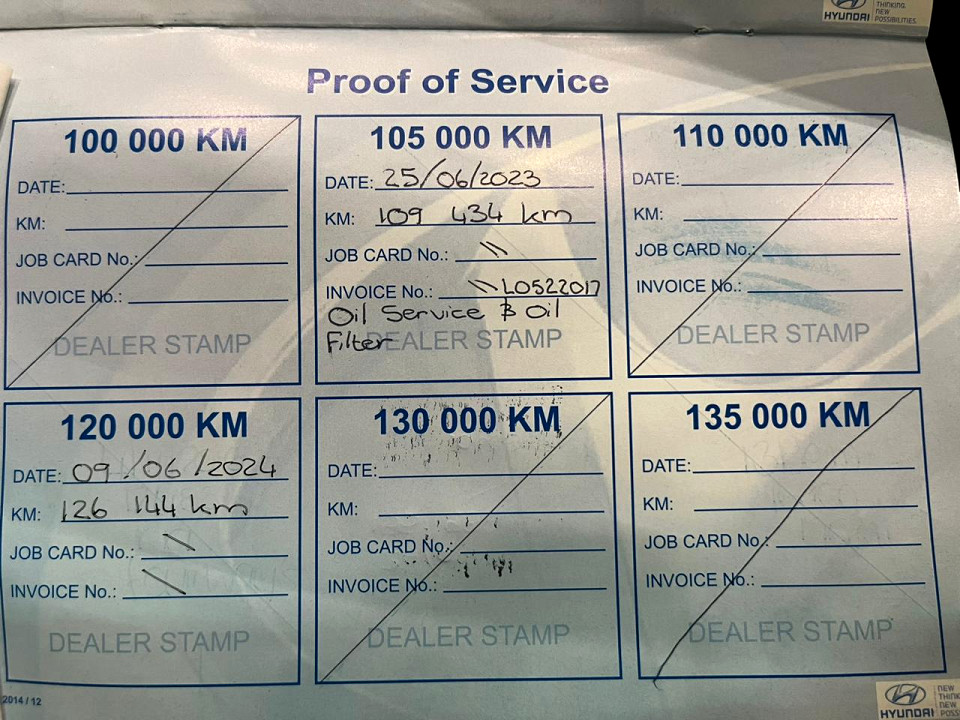 HYUNDAI
NEW
THINKING.
NEW
POSSIBILITIES.
Proof of Service
100 000 KM
DATE:
KM:
JOB CARD No.:
INVOICE No.:
DEALER STAMP
105 000 KM
DATE: 25/06/2023
KM: 109 434 km
JOB CARD No.: \\
INVOICE No.: \\ L0522017
Oil Service & Oil
Filter
DEALER STAMP
110 000 KM
DATE:
KM:
JOB CARD No.:
INVOICE No.:
DEALER STAMP
120 000 KM
DATE: 09/06/2024
KM: 126 144 km
JOB CARD No.: \
INVOICE No.: \
DEALER STAMP
130 000 KM
DATE:
KM:
JOB CARD No.:
INVOICE No.:
DEALER STAMP
135 000 KM
DATE:
KM:
JOB CARD No.:
INVOICE No.:
DEALER STAMP
2014 / 12
HYUNDAI
NEW
THINK
NEW
POSS